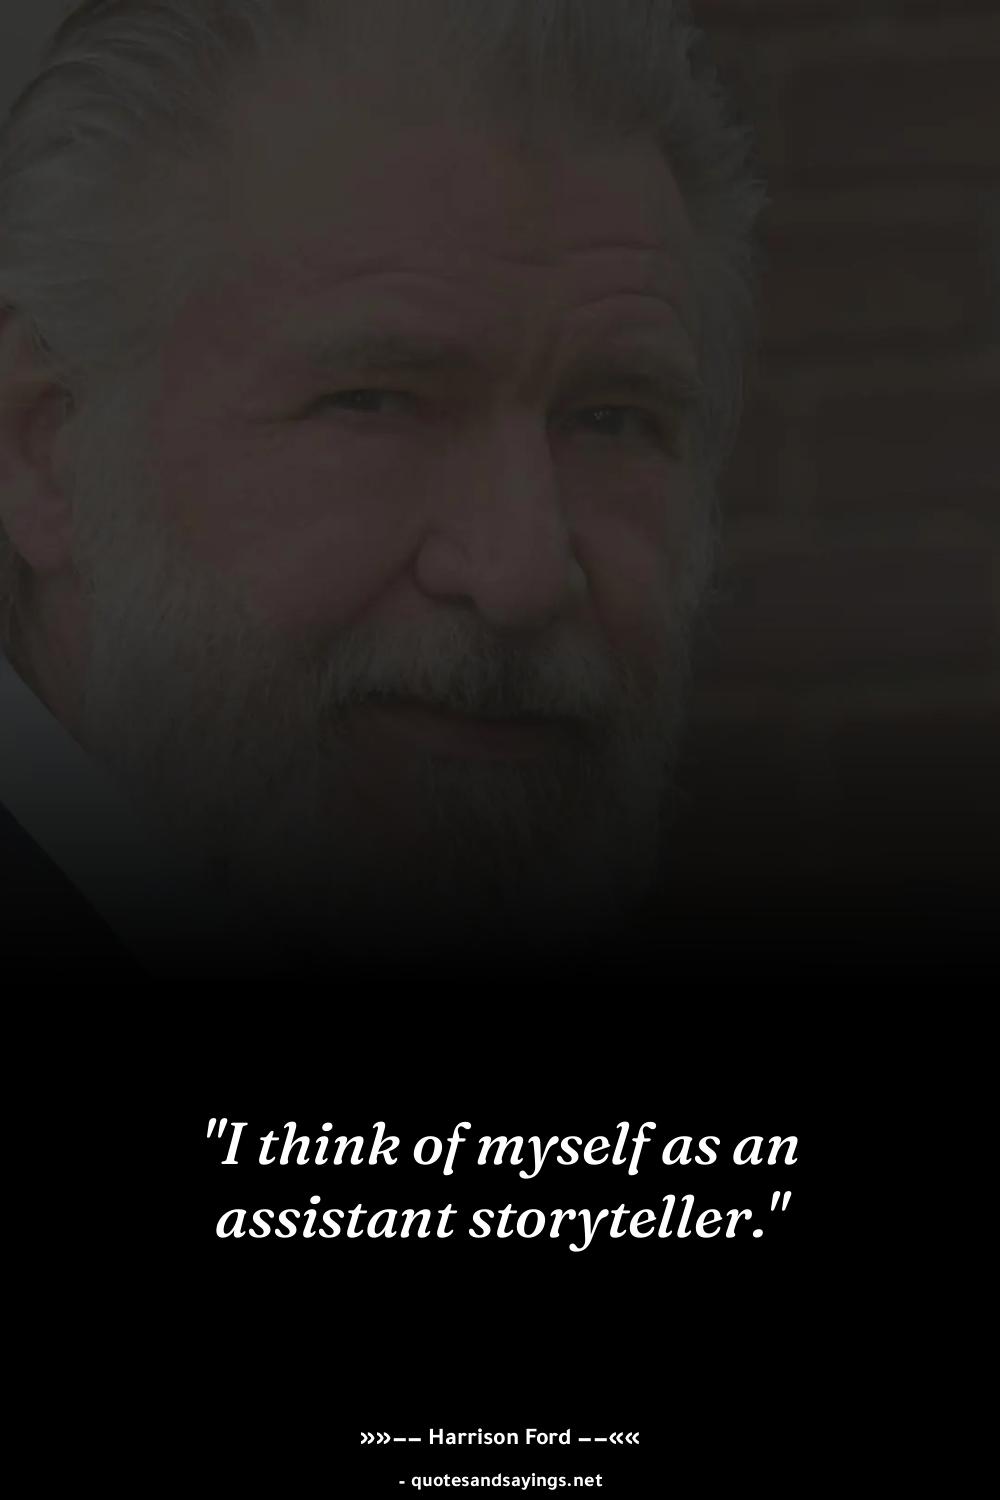 "I think of myself as an
assistant storyteller."
»»−− Harrison Ford −−««
- quotesandsayings.net